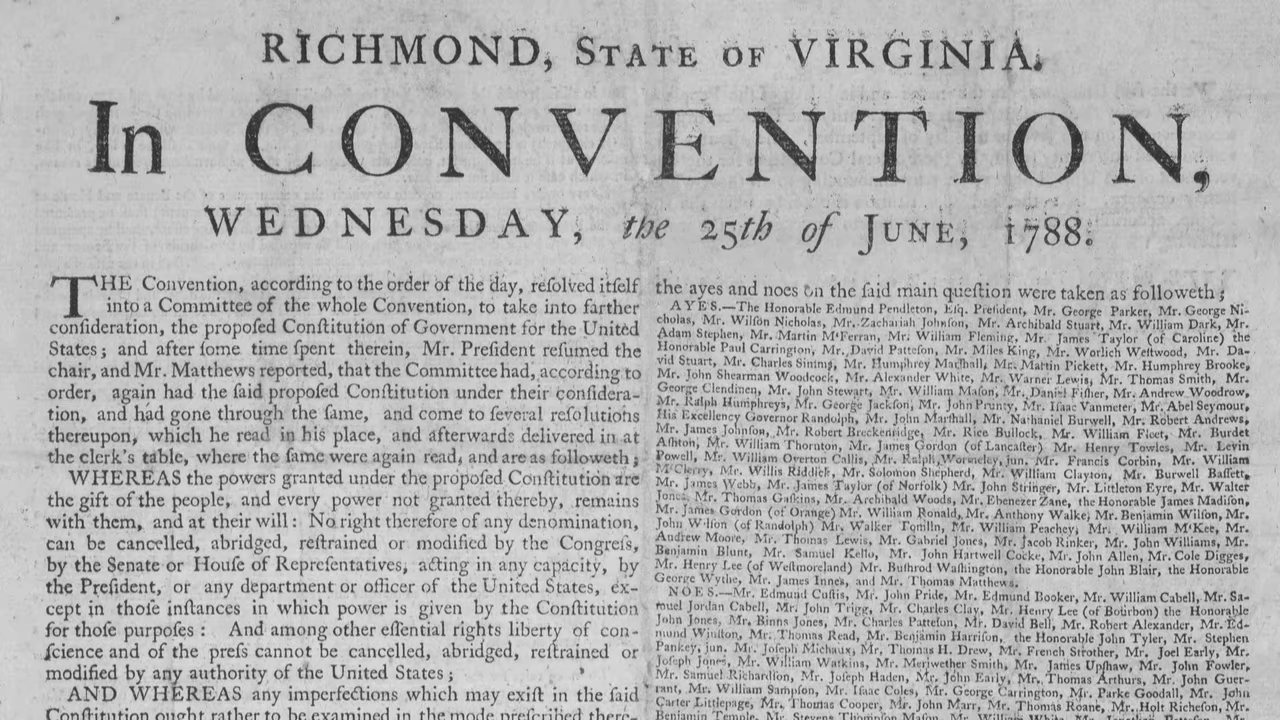 RICHMOND, STATE OF VIRGINIA.
In CONVENTION,
WEDNESDAY, the 25th of JUNE, 1788.
THE Convention, according to the order of the day, reſolved itſelf
into a Committee of the whole Convention, to take into farther
conſideration, the propoſed Conſtitution of Government for the United
States; and after ſome time ſpent therein, Mr. Preſident reſumed the
chair, and Mr. Matthews reported, that the Committee had, according to
order, again had the ſaid propoſed Conſtitution under their conſidera-
tion, and had gone through the ſame, and come to ſeveral reſolutions
thereupon, which he read in his place, and afterwards delivered in at
the clerk's table, where the ſame were again read, and are as followeth;
WHEREAS the powers granted under the propoſed Conſtitution are
the gift of the people, and every power not granted thereby, remains
with them, and at their will: No right therefore of any denomination,
can be cancelled, abridged, reſtrained or modified by the Congreſs,
by the Senate or Houſe of Repreſentatives, acting in any capacity, by
the Preſident, or any department or officer of the United States, ex-
cept in thoſe inſtances in which power is given by the Conſtitution
for thoſe purpoſes: And among other eſſential rights liberty of con-
ſcience and of the preſs cannot be cancelled, abridged, reſtrained or
modified by any authority of the United States;
AND WHEREAS any imperfections which may exiſt in the ſaid
Conſtitution ought rather to be examined in the mode preſcribed there-
the ayes and noes on the ſaid main queſtion were taken as followeth;
AYES.—The Honorable Edmund Pendleton, Eſq. Preſident, Mr. George Parker, Mr. George Ni-
cholas, Mr. Wilſon Nicholas, Mr. Zachariah Johnſon, Mr. Archibald Stuart, Mr. William Dark, Mr.
Adam Stephen, Mr. Martin M'Ferran, Mr. William Fleming, Mr. James Taylor (of Caroline) the
Honorable Paul Carrington, Mr. David Patteſon, Mr. Miles King, Mr. Worlich Weſtwood, Mr. Da-
vid Stuart, Mr. Charles Simms, Mr. Humphrey Marſhall, Mr. Martin Pickett, Mr. Humphrey Brooke,
Mr. John Shearman Woodcock, Mr. Alexander White, Mr. Warner Lewis, Mr. Thomas Smith, Mr.
George Clendinen, Mr. John Stewart, Mr. William Maſon, Mr. Daniel Fiſher, Mr. Andrew Woodrow,
Mr. Ralph Humphreys, Mr. George Jackſon, Mr. John Prunty, Mr. Iſaac Vanmeter, Mr. Abel Seymour,
His Excellency Governor Randolph, Mr. John Marſhall, Mr. Nathaniel Burwell, Mr. Robert Andrews,
Mr. James Johnſon, Mr. Robert Breckenridge, Mr. Rice Bullock, Mr. William Fleet, Mr. Burdet
Aſhton, Mr. William Thornton, Mr. James Gordon (of Lancaſter) Mr. Henry Towles, Mr. Levin
Powell, Mr. William Overton Callis, Mr. Ralph Wormeley, jun. Mr. Francis Corbin, Mr. William
M'Clerry, Mr. Willis Riddick, Mr. Solomon Shepherd, Mr. William Clayton, Mr. Burwell Baſſett,
Mr. James Webb, Mr. James Taylor (of Norfolk) Mr. John Stringer, Mr. Littleton Eyre, Mr. Walter
Jones, Mr. Thomas Gaſkins, Mr. Archibald Woods, Mr. Ebenezer Zane, the Honorable James Madiſon,
Mr. James Gordon (of Orange) Mr. William Ronald, Mr. Anthony Walke, Mr. Benjamin Wilſon, Mr.
John Wilſon (of Randolph) Mr. Walker Tomlin, Mr. William Peachey, Mr. William M'Kee, Mr.
Andrew Moore, Mr. Thomas Lewis, Mr. Gabriel Jones, Mr. Jacob Rinker, Mr. John Williams, Mr.
Benjamin Blunt, Mr. Samuel Kello, Mr. John Hartwell Cocke, Mr. John Allen, Mr. Cole Digges,
Mr. Henry Lee (of Weſtmoreland) Mr. Buſhrod Waſhington, the Honorable John Blair, the Honorable
George Wythe, Mr. James Innes, and Mr. Thomas Matthews.
NOES.—Mr. Edmund Cuſtis, Mr. John Pride, Mr. Edmund Booker, Mr. William Cabell, Mr. Sa-
muel Jordan Cabell, Mr. John Trigg, Mr. Charles Clay, Mr. Henry Lee (of Bourbon) the Honorable
John Jones, Mr. Binns Jones, Mr. Charles Patteſon, Mr. David Bell, Mr. Robert Alexander, Mr. Ed-
mund Winſton, Mr. Thomas Read, Mr. Benjamin Harriſon, the Honorable John Tyler, Mr. Stephen
Pankey, jun. Mr. Joſeph Michaux, Mr. Thomas H. Drew, Mr. French Strother, Mr. Joel Early, Mr.
Joſeph Jones, Mr. William Watkins, Mr. Meriwether Smith, Mr. James Upſhaw, Mr. John Fowler,
Mr. Samuel Richardſon, Mr. Joſeph Haden, Mr. John Early, Mr. Thomas Arthurs, Mr. John Guer-
rant, Mr. William Sampſon, Mr. Iſaac Coles, Mr. George Carrington, Mr. Parke Goodall, Mr. John
Carter Littlepage, Mr. Thomas Cooper, Mr. John Marr, Mr. Thomas Roane, Mr. Holt Richeſon, Mr.
Benjamin Temple, Mr. Stevens Thompſon Maſon, Mr. William White, Mr.